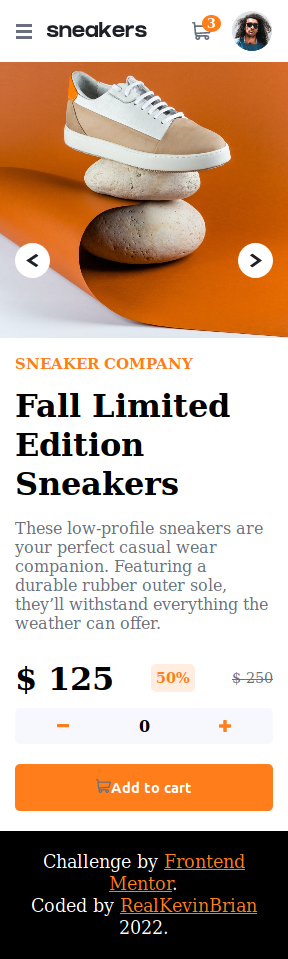 sneakers
3
SNEAKER COMPANY
Fall Limited
Edition
Sneakers
These low-profile sneakers are
your perfect casual wear
companion. Featuring a
durable rubber outer sole,
they’ll withstand everything the
weather can offer.
$ 125 50% $ 250
0
Add to cart
Challenge by Frontend
Mentor.
Coded by RealKevinBrian
2022.